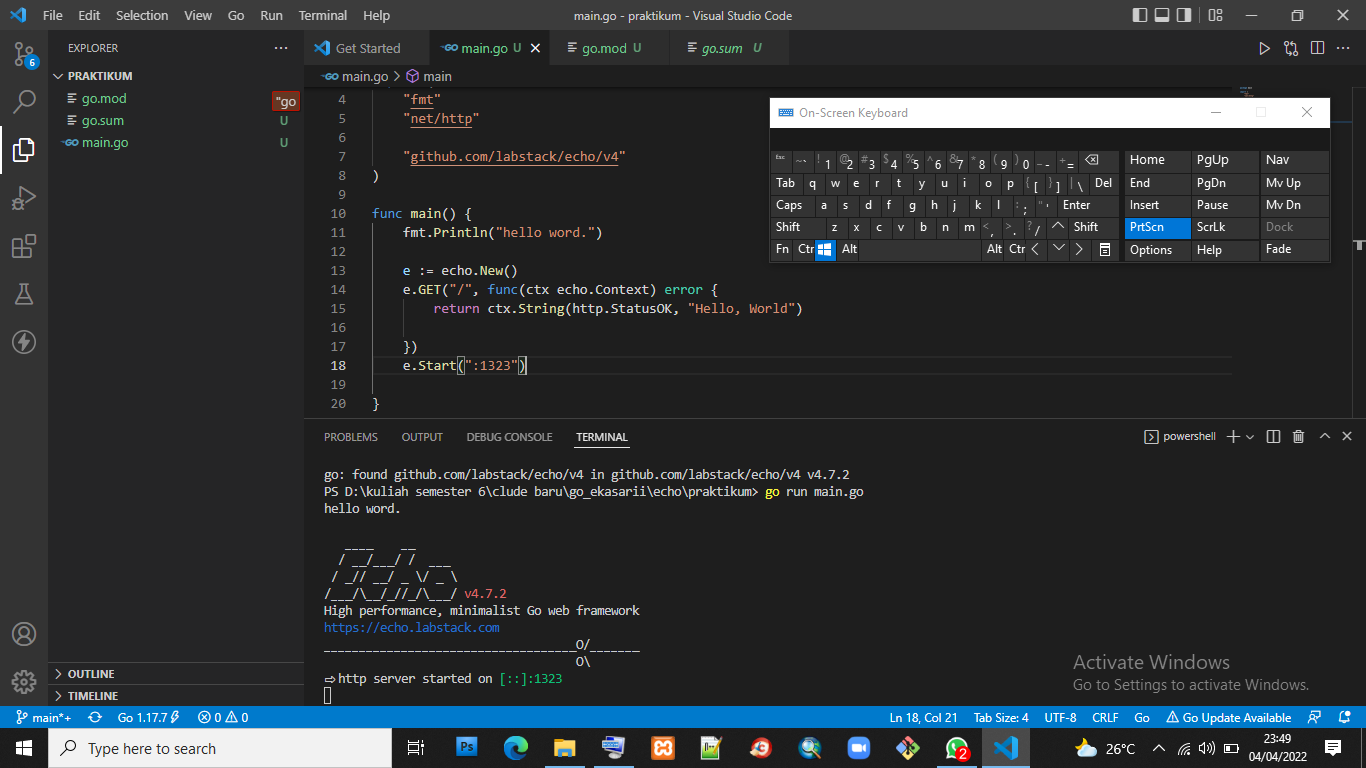 File Edit Selection View Go Run Terminal Help main.go - praktikum - Visual Studio Code
6
EXPLORER
PRAKTIKUM
go.mod
"go
go.sum U
main.go U
OUTLINE
TIMELINE
Get Started main.go U go.mod U go.sum U
main.go > main
4 "fmt"
5 "net/http"
6
7 "github.com/labstack/echo/v4"
8 )
9
10 func main() {
11 fmt.Println("hello word.")
12
13 e := echo.New()
14 e.GET("/", func(ctx echo.Context) error {
15 return ctx.String(http.StatusOK, "Hello, World")
16
17 })
18 e.Start(":1323")
19
20 }
On-Screen Keyboard
Esc ~ ` ! 1 @ 2 # 3 $ 4 % 5 ^ 6 & 7 * 8 ( 9 ) 0 _ - + = Home PgUp Nav
Tab q w e r t y u i o p { [ } ] | \ Del End PgDn Mv Up
Caps a s d f g h j k l : ; " ' Enter Insert Pause Mv Dn
Shift z x c v b n m < , > . ? / Shift PrtScn ScrLk Dock
Fn Ctr Alt Alt Ctr Options Help Fade
PROBLEMS OUTPUT DEBUG CONSOLE TERMINAL powershell
go: found github.com/labstack/echo/v4 in github.com/labstack/echo/v4 v4.7.2
PS D:\kuliah semester 6\clude baru\go_ekasarii\echo\praktikum> go run main.go
hello word.
   ____    __
  / __/___/ /  ___
 / _// __/ _ \/ _ \
/___/\__/_//_/\___/ v4.7.2
High performance, minimalist Go web framework
https://echo.labstack.com
____________________________________O/_______
                                    O\
⇨ http server started on [::]:1323
Activate Windows
Go to Settings to activate Windows.
main*+ Go 1.17.7 0 0 Ln 18, Col 21 Tab Size: 4 UTF-8 CRLF Go Go Update Available
Type here to search Ps 2 26°C 23:49
04/04/2022